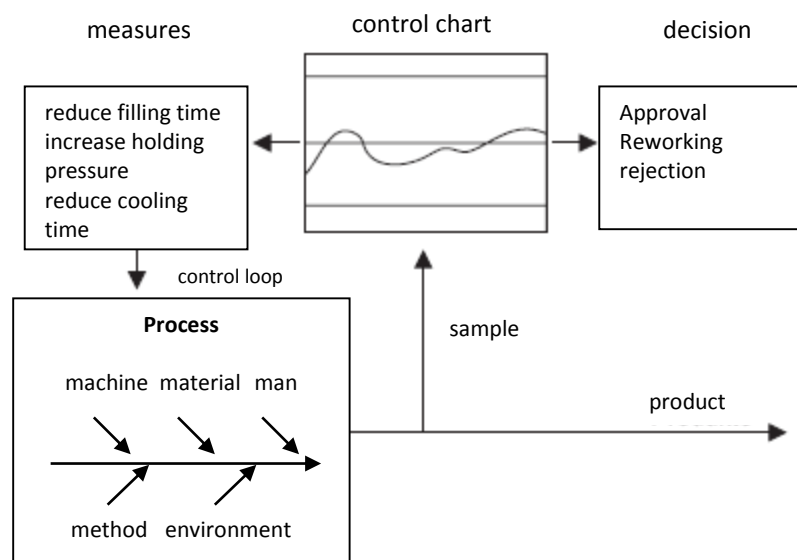 measures
control chart
decision
reduce filling time
increase holding
pressure
reduce cooling
time
Approval
Reworking
rejection
control loop
Process
machine material man
method environment
sample
product